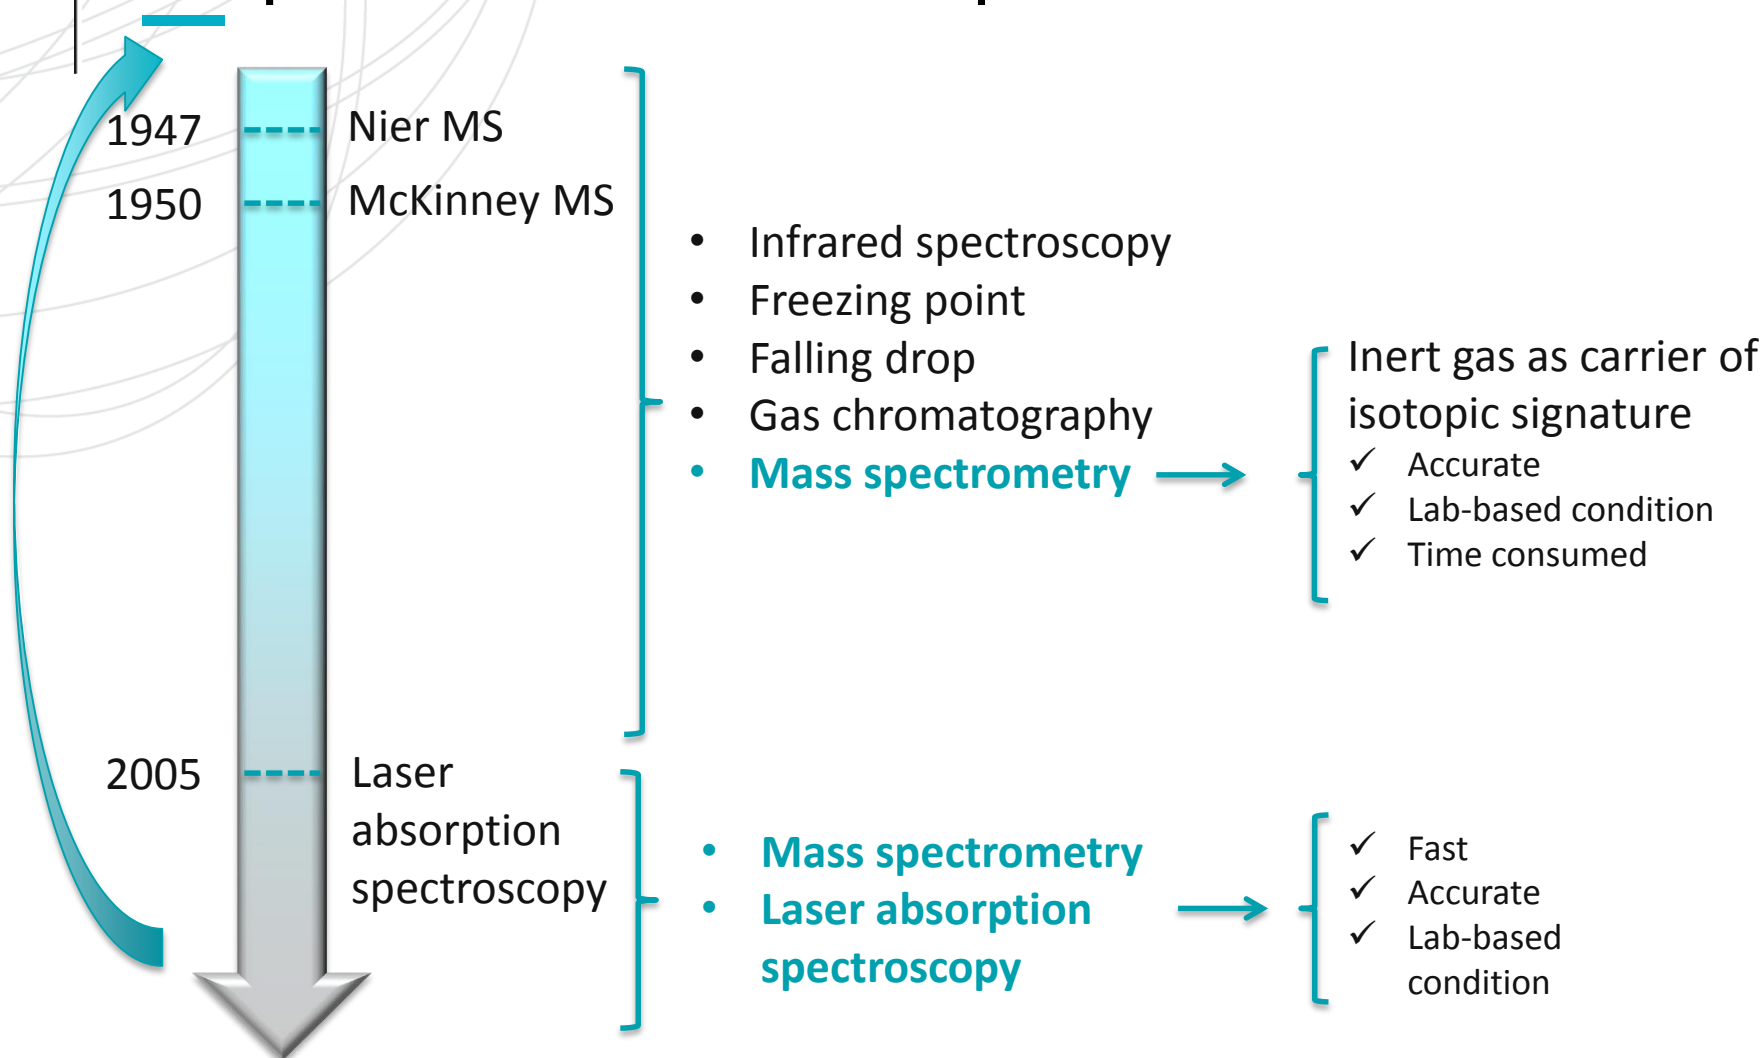 1947
Nier MS
1950
McKinney MS
• Infrared spectroscopy
• Freezing point
• Falling drop
• Gas chromatography
• Mass spectrometry
Inert gas as carrier of
isotopic signature
✓ Accurate
✓ Lab-based condition
✓ Time consumed
2005
Laser
absorption
spectroscopy
• Mass spectrometry
• Laser absorption
spectroscopy
✓ Fast
✓ Accurate
✓ Lab-based
condition